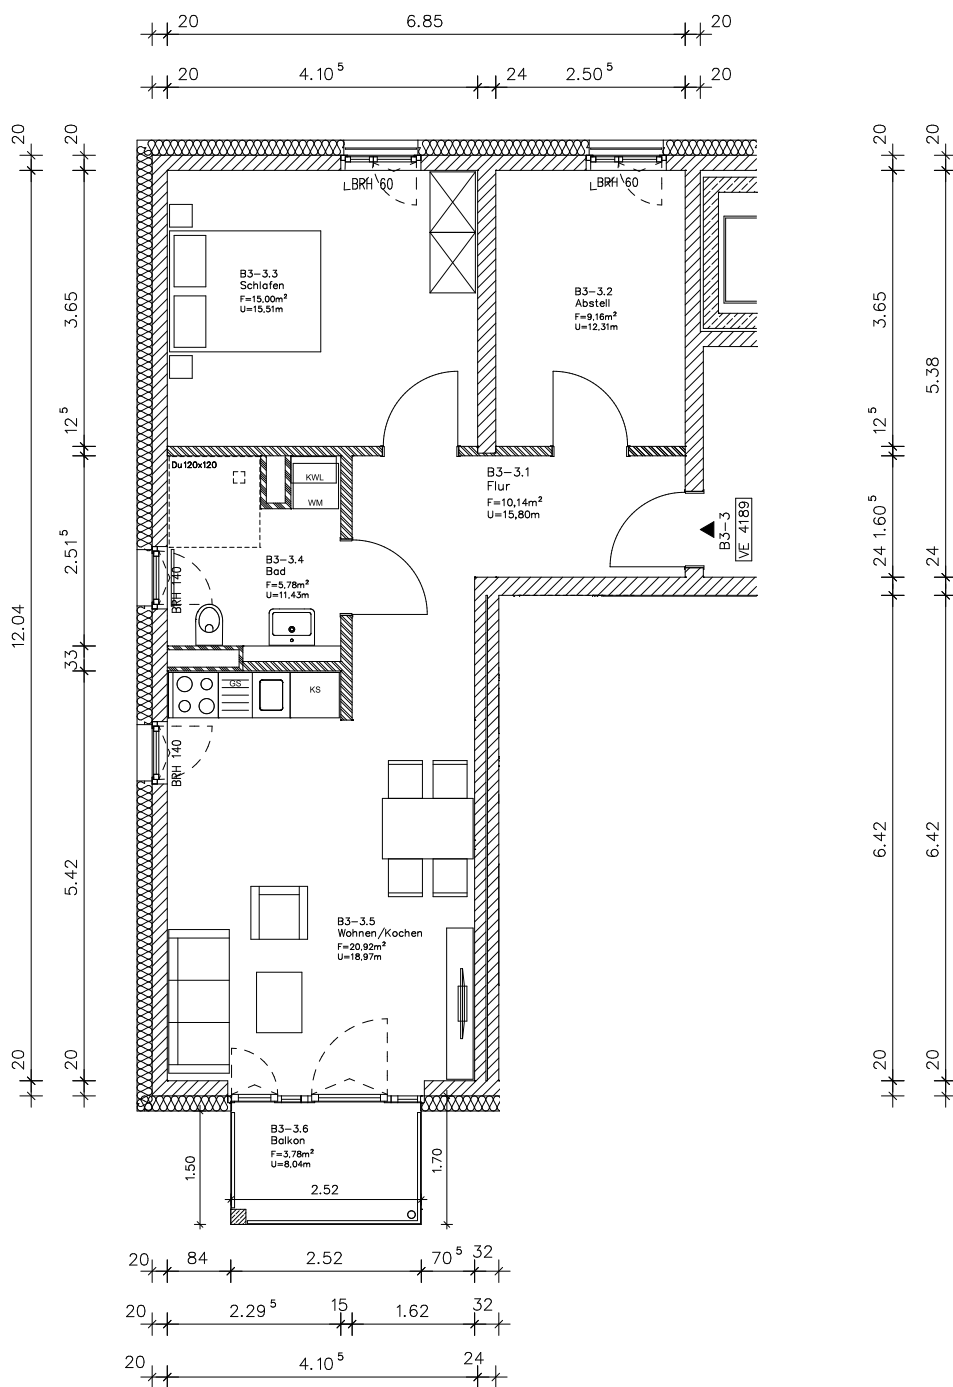 20 6.85 20
20 4.10⁵ 24 2.50⁵ 20
20 20 20 20
BRH 60 BRH 60
B3-3.3
Schlafen
F=15,00m²
U=15,51m
B3-3.2
Abstell
F=9,16m²
U=12,31m
3.65 3.65
5.38
12⁵ 12⁵
Du 120x120
KWL
WM
B3-3.1
Flur
F=10,14m²
U=15,80m
B3-3
VE 4189
2.51⁵ 1.60⁵
B3-3.4
Bad
F=5,78m²
U=11,43m
BRH 140
24 24
12.04
33
GS
KS
BRH 140
5.42 6.42 6.42
B3-3.5
Wohnen/Kochen
F=20,92m²
U=18,97m
20 20 20 20
B3-3.6
Balkon
F=3,78m²
U=8,04m
1.50 1.70
2.52
20 84 2.52 70⁵ 32
20 2.29⁵ 15 1.62 32
20 4.10⁵ 24